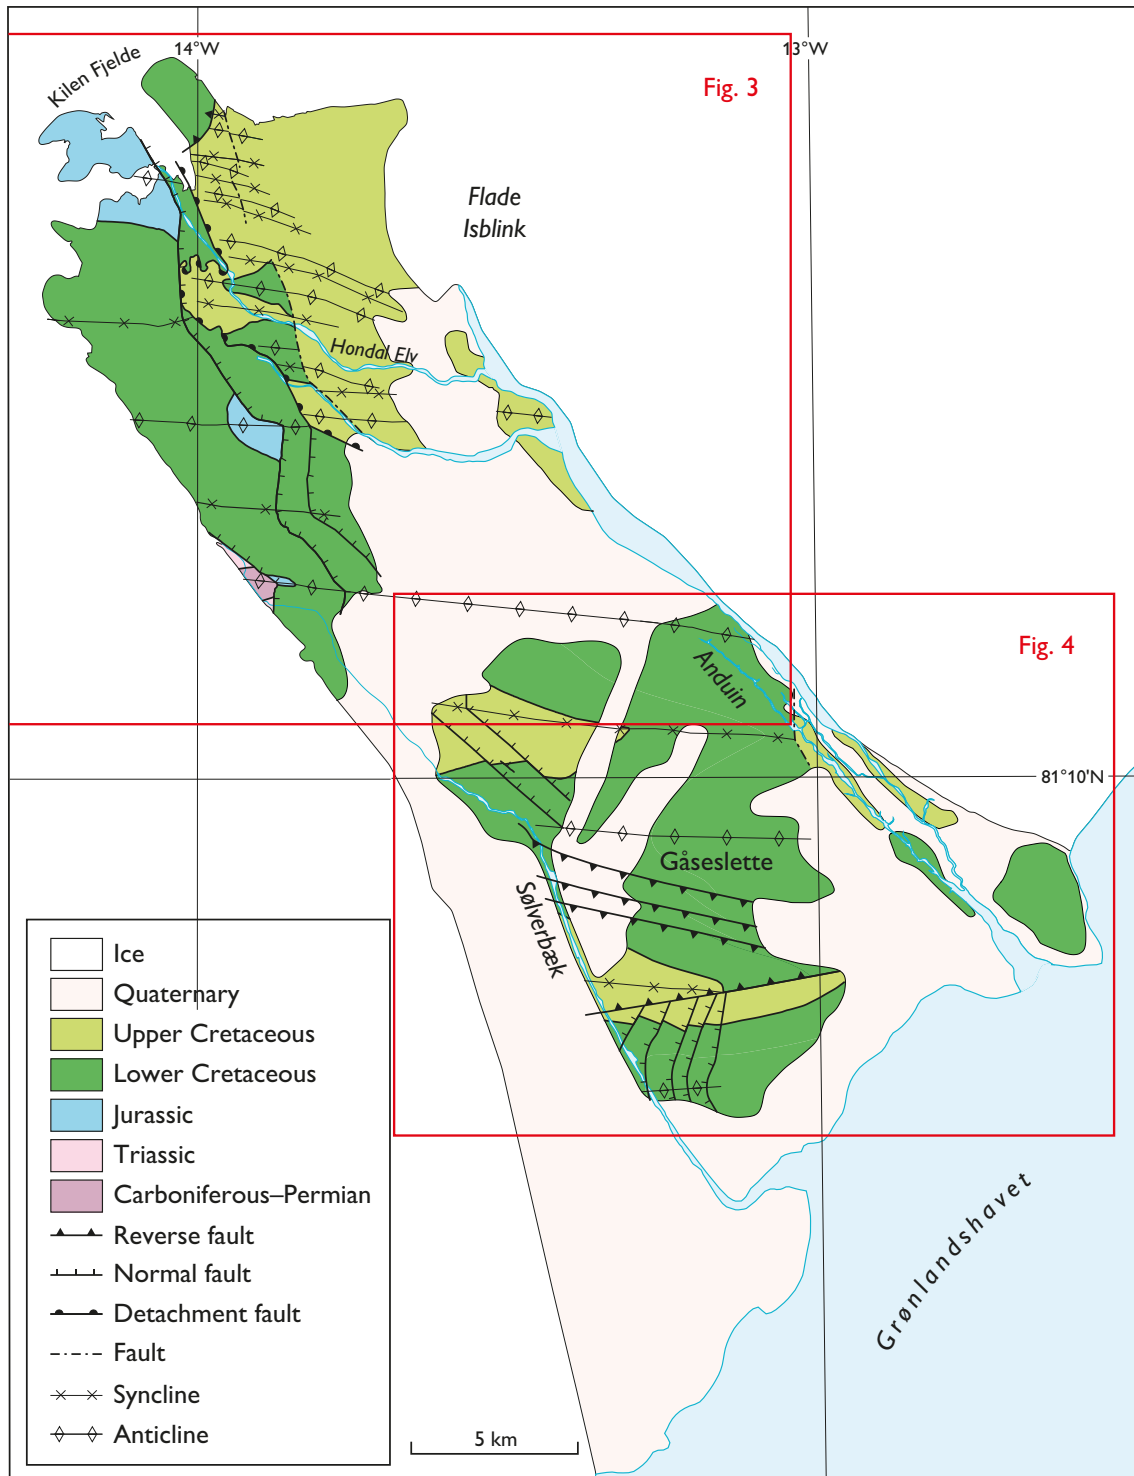 14°W
13°W
Kilen Fjelde
Fig. 3
Flade
Isblink
Hondal Elv
Fig. 4
Anduin
81°10'N
Gåseslette
Sølverbæk
Ice
Quaternary
Upper Cretaceous
Lower Cretaceous
Jurassic
Triassic
Carboniferous–Permian
Reverse fault
Normal fault
Detachment fault
Fault
Syncline
Anticline
5 km
Grønlandshavet